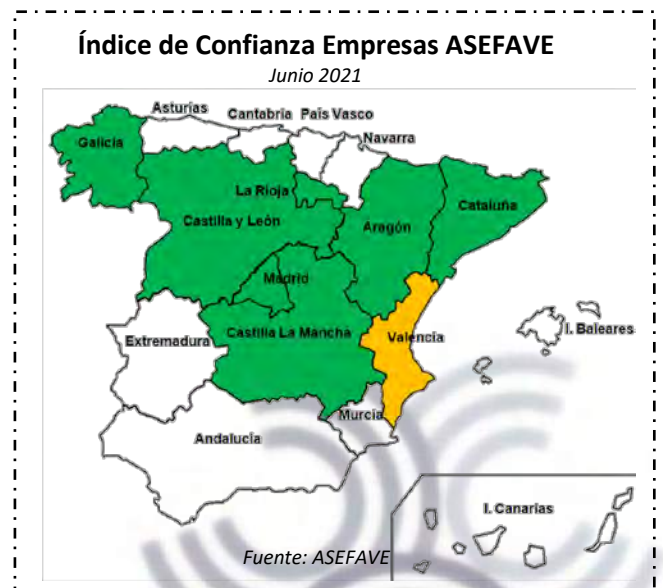 Índice de Confianza Empresas ASEFAVE
Junio 2021
Asturias
Cantabria
País Vasco
Navarra
Galicia
La Rioja
Castilla y León
Aragón
Cataluña
Madrid
Castilla La Mancha
Valencia
I. Baleares
Extremadura
Murcia
Andalucía
I. Canarias
Fuente: ASEFAVE